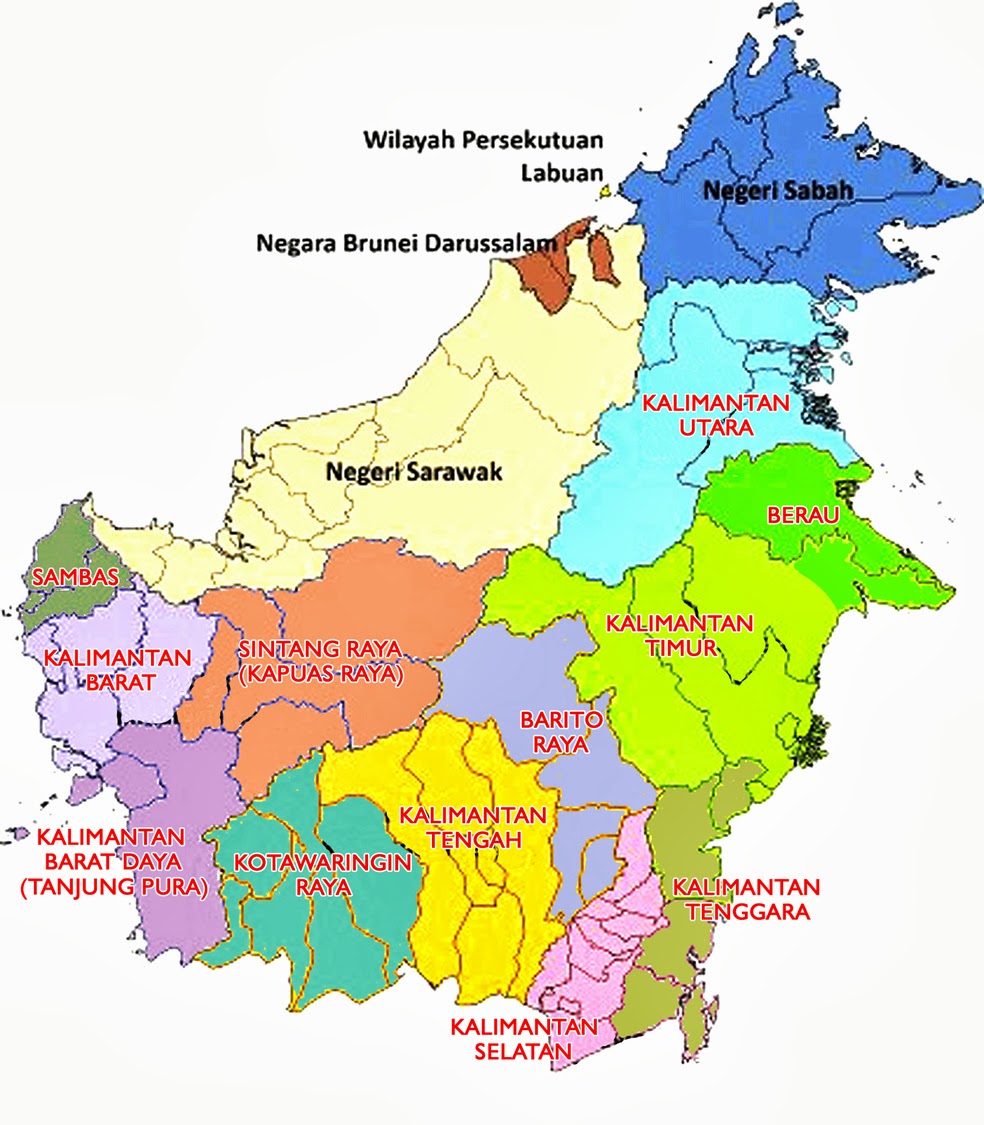 Wilayah Persekutuan
Labuan
Negeri Sabah
Negara Brunei Darussalam
KALIMANTAN
UTARA
Negeri Sarawak
BERAU
SAMBAS
KALIMANTAN
TIMUR
SINTANG RAYA
(KAPUAS RAYA)
KALIMANTAN
BARAT
BARITO
RAYA
KALIMANTAN
TENGAH
KALIMANTAN
BARAT DAYA
(TANJUNG PURA)
KOTAWARINGIN
RAYA
KALIMANTAN
TENGGARA
KALIMANTAN
SELATAN